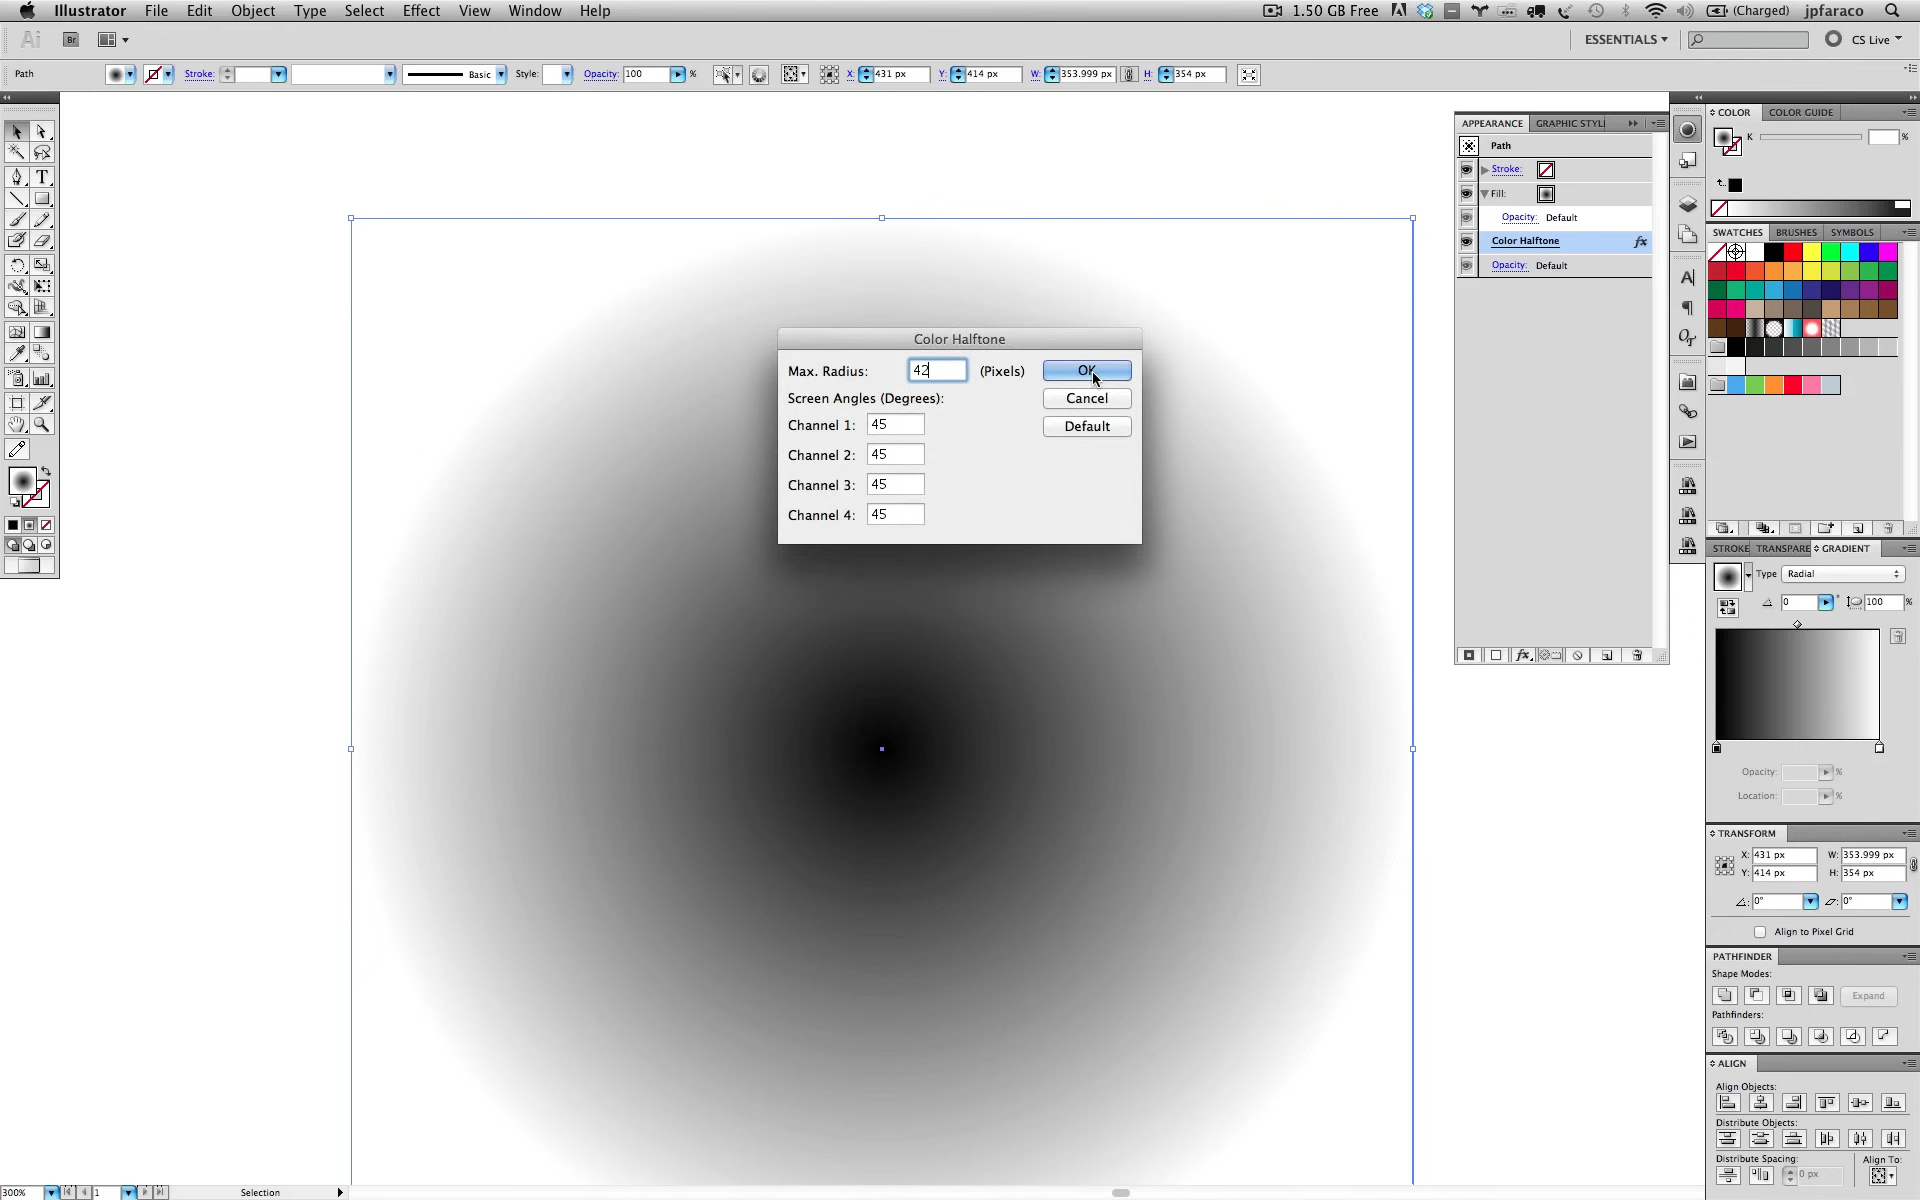 Illustrator File Edit Object Type Select Effect View Window Help 1.50 GB Free (Charged) jpfaraco
Ai Br ESSENTIALS CS Live
Path Stroke: Basic Style: Opacity: 100 % X: 431 px Y: 414 px W: 353.999 px H: 354 px
APPEARANCE GRAPHIC STYL
Path
Stroke:
Fill:
Opacity: Default
Color Halftone fx
Opacity: Default
fx
Color Halftone
Max. Radius: 42 (Pixels) OK
Screen Angles (Degrees): Cancel
Channel 1: 45 Default
Channel 2: 45
Channel 3: 45
Channel 4: 45
COLOR COLOR GUIDE
K %
SWATCHES BRUSHES SYMBOLS
STROKE TRANSPARE GRADIENT
Type Radial
0 ° 100 %
Opacity: %
Location: %
TRANSFORM
X: 431 px W: 353.999 px
Y: 414 px H: 354 px
0° 0°
Align to Pixel Grid
PATHFINDER
Shape Modes:
Expand
Pathfinders:
ALIGN
Align Objects:
Distribute Objects:
Distribute Spacing: Align To:
0 px
300% 1 Selection